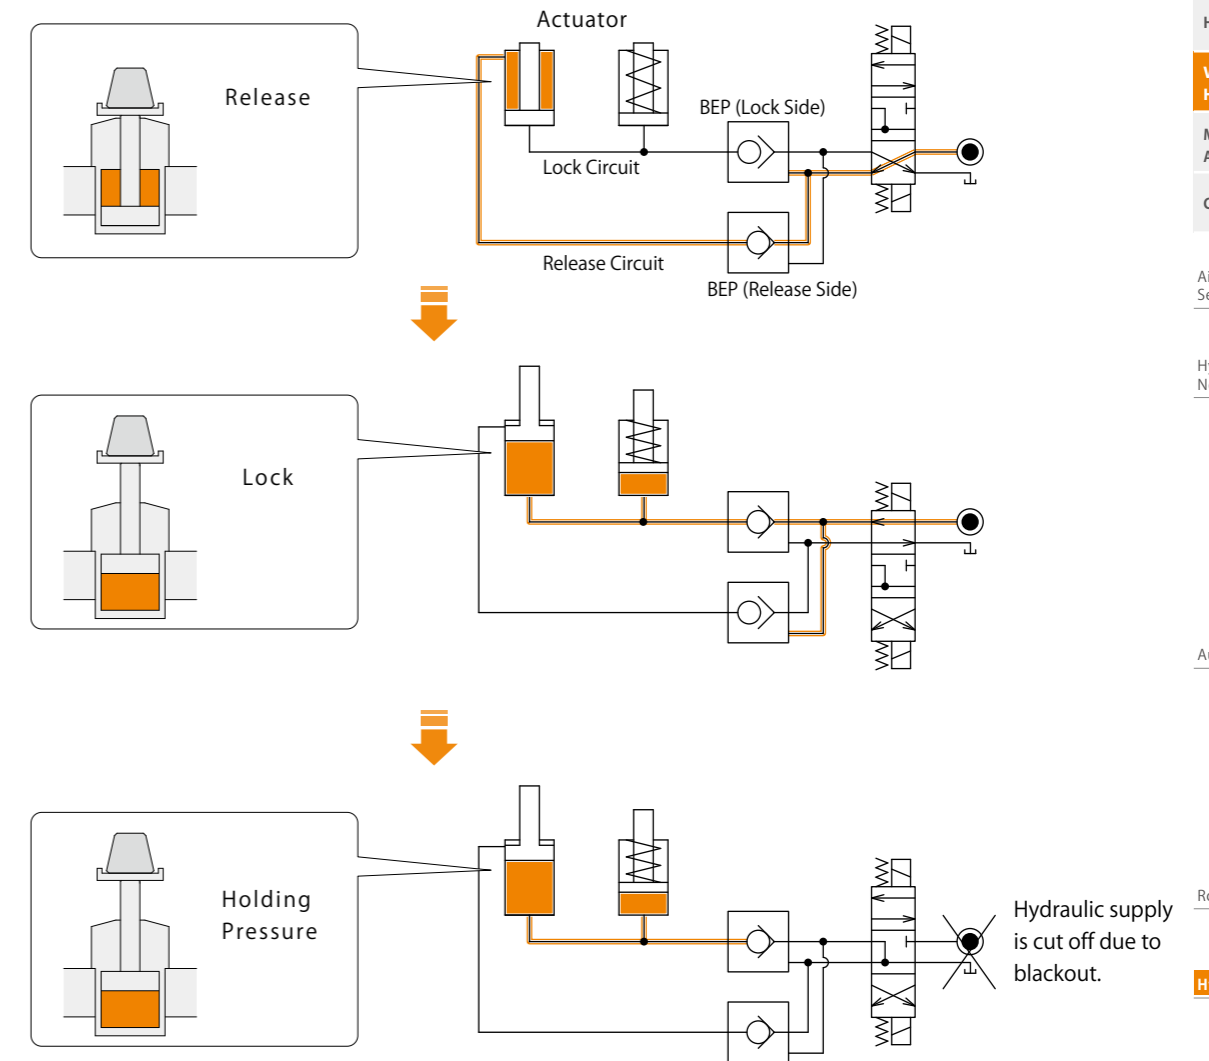 Actuator
Release
BEP (Lock Side)
Lock Circuit
Release Circuit
BEP (Release Side)
Lock
Holding
Pressure
Hydraulic supply
is cut off due to
blackout.